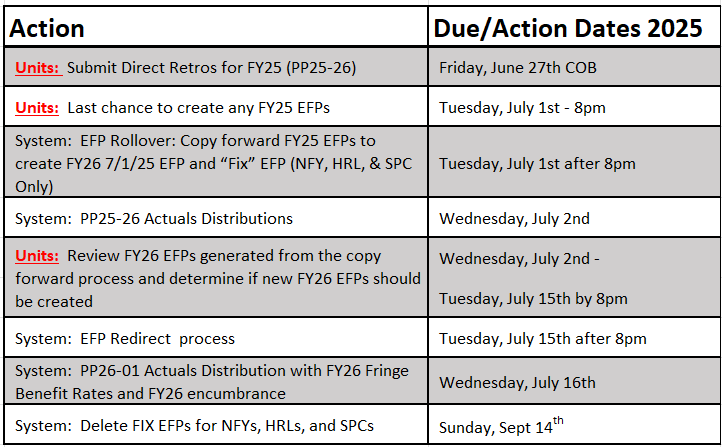 Action
Due/Action Dates 2025
Units: Submit Direct Retros for FY25 (PP25-26)
Friday, June 27th COB
Units: Last chance to create any FY25 EFPs
Tuesday, July 1st - 8pm
System: EFP Rollover: Copy forward FY25 EFPs to
create FY26 7/1/25 EFP and “Fix” EFP (NFY, HRL, & SPC
Only)
Tuesday, July 1st after 8pm
System: PP25-26 Actuals Distributions
Wednesday, July 2nd
Units: Review FY26 EFPs generated from the copy
forward process and determine if new FY26 EFPs should
be created
Wednesday, July 2nd -
Tuesday, July 15th by 8pm
System: EFP Redirect process
Tuesday, July 15th after 8pm
System: PP26-01 Actuals Distribution with FY26 Fringe
Benefit Rates and FY26 encumbrance
Wednesday, July 16th
System: Delete FIX EFPs for NFYs, HRLs, and SPCs
Sunday, Sept 14th